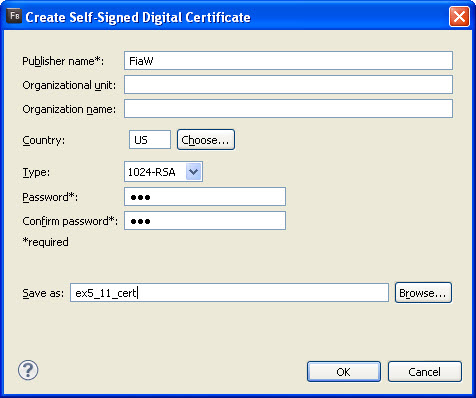 FB Create Self-Signed Digital Certificate
Publisher name*: FiaW
Organizational unit:
Organization name:
Country: US Choose...
Type: 1024-RSA
Password*: ●●●
Confirm password*: ●●●
*required
Save as: ex5_11_cert Browse...
? OK Cancel